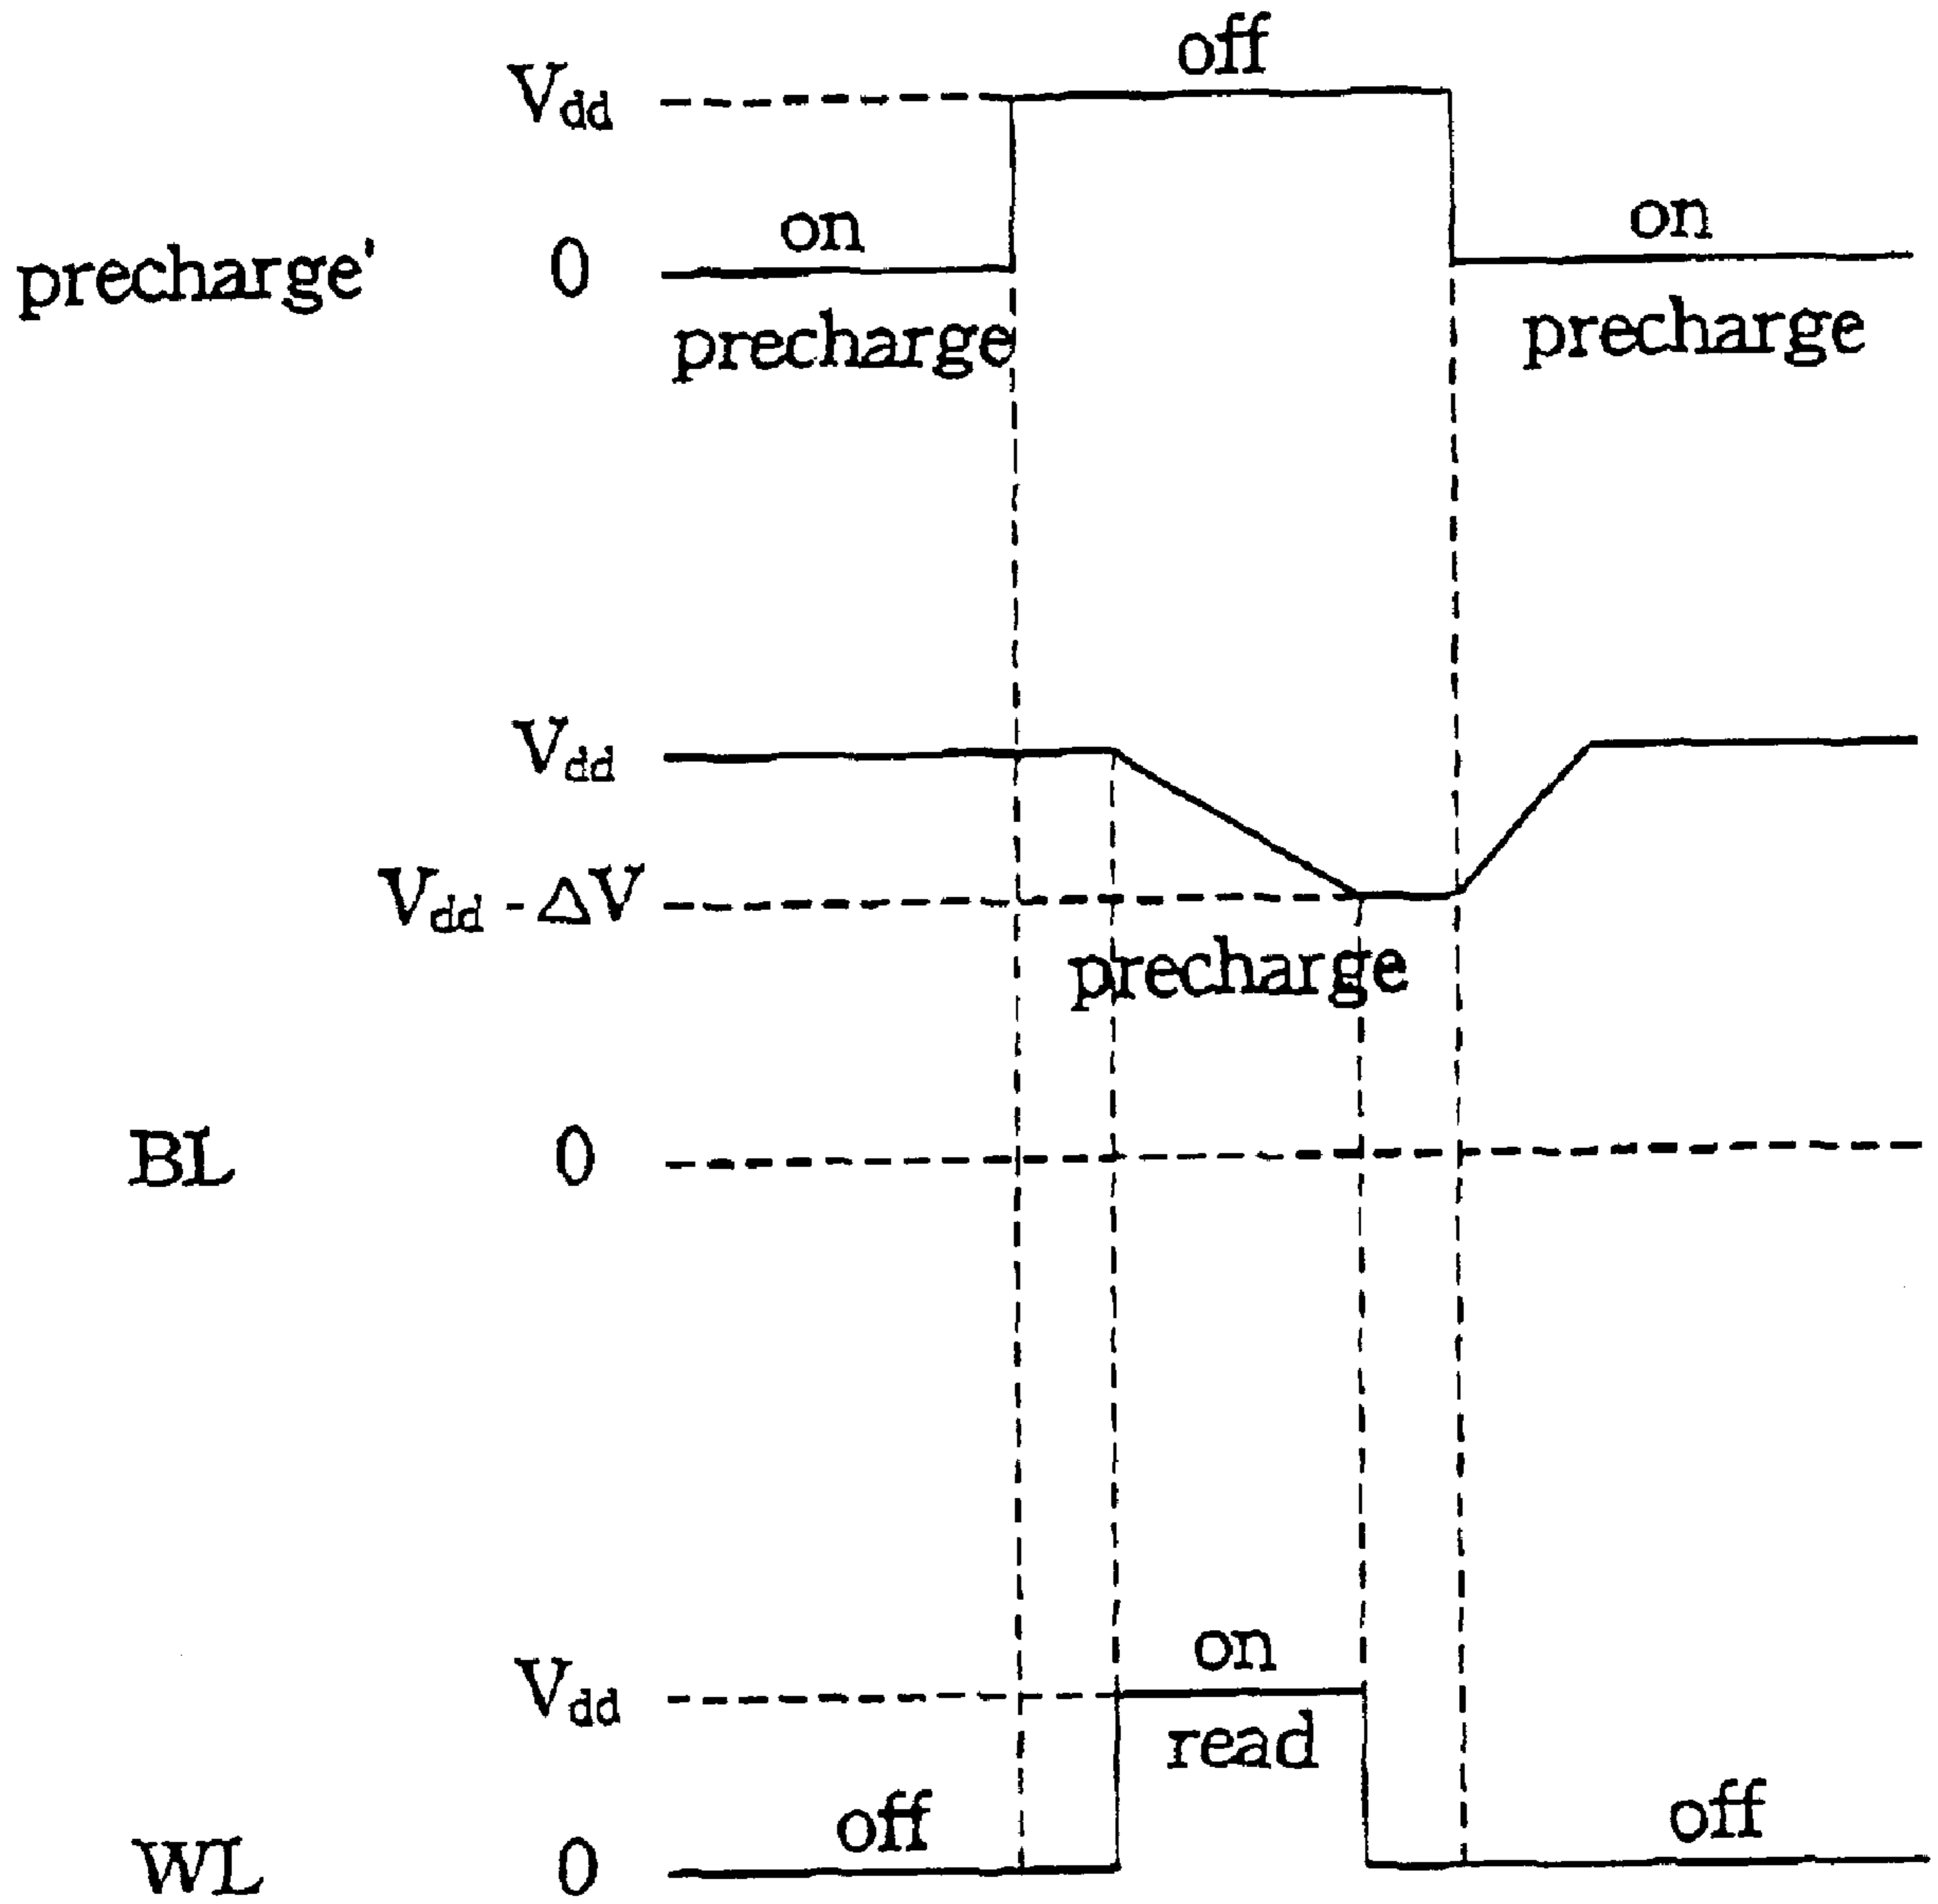 off
Vdd
on
on
precharge' 0
precharge
precharge
Vdd
Vdd - ΔV
precharge
BL 0
on
Vdd
read
off
off
WL 0